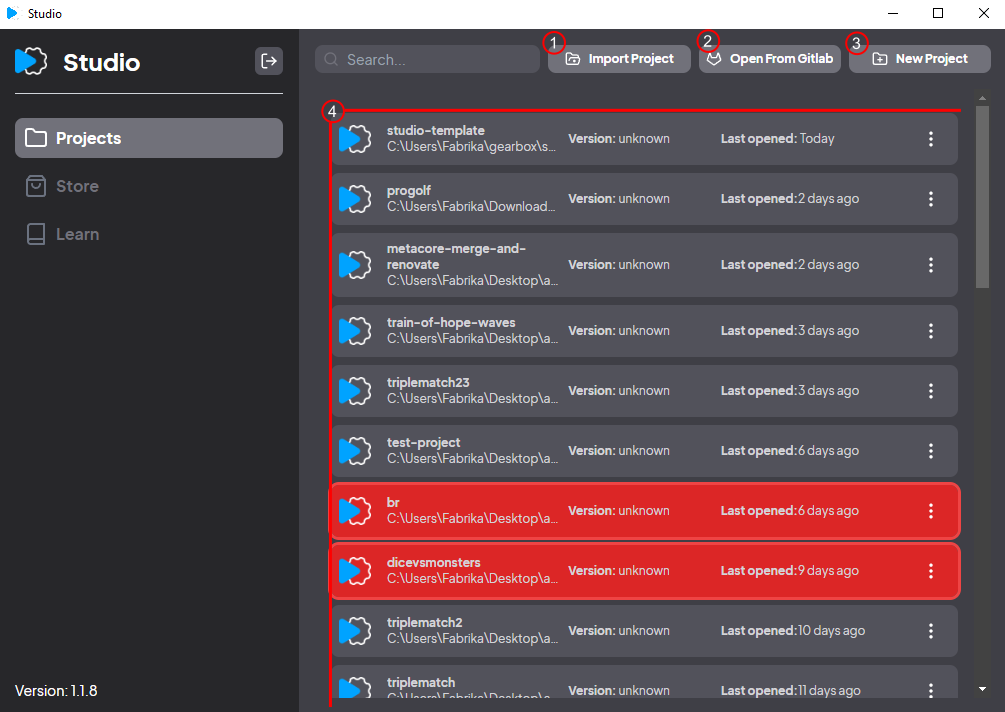 Studio
Studio
Projects
Store
Learn
Version: 1.1.8
Search...
1
Import Project
2
Open From Gitlab
3
New Project
4
studio-template
C:\Users\Fabrika\gearbox\s...
Version: unknown
Last opened: Today
progolf
C:\Users\Fabrika\Download...
Version: unknown
Last opened: 2 days ago
metacore-merge-and-
renovate
C:\Users\Fabrika\Desktop\a...
Version: unknown
Last opened: 2 days ago
train-of-hope-waves
C:\Users\Fabrika\Desktop\a...
Version: unknown
Last opened: 3 days ago
triplematch23
C:\Users\Fabrika\Desktop\a...
Version: unknown
Last opened: 3 days ago
test-project
C:\Users\Fabrika\Desktop\a...
Version: unknown
Last opened: 6 days ago
br
C:\Users\Fabrika\Desktop\a...
Version: unknown
Last opened: 6 days ago
dicevsmonsters
C:\Users\Fabrika\Desktop\a...
Version: unknown
Last opened: 9 days ago
triplematch2
C:\Users\Fabrika\Desktop\a...
Version: unknown
Last opened: 10 days ago
triplematch
C:\Users\Fabrika\Desktop\a...
Version: unknown
Last opened: 11 days ago